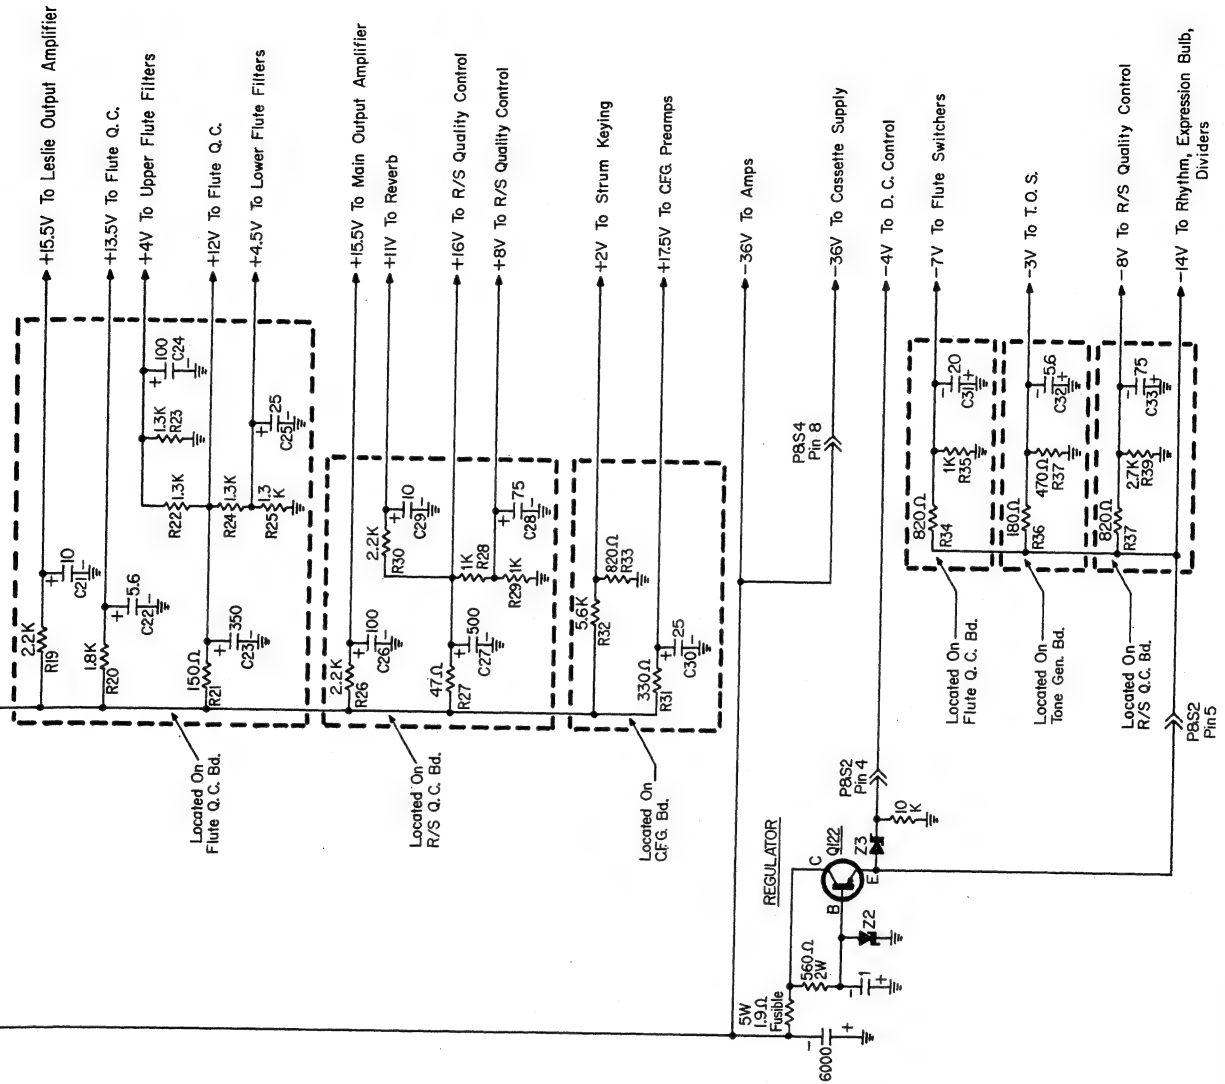 +15.5V To Leslie Output Amplifier
+13.5V To Flute Q.C.
+4V To Upper Flute Filters
+12V To Flute Q.C.
+4.5V To Lower Flute Filters
+15.5V To Main Output Amplifier
+11V To Reverb
+16V To R/S Quality Control
+8V To R/S Quality Control
+2V To Strum Keying
+17.5V To C.F.G. Preamps
-36V To Amps
-36V To Cassette Supply
-4V To D.C. Control
-7V To Flute Switchers
-3V To T.O.S.
-8V To R/S Quality Control
-14V To Rhythm, Expression Bulb,
Dividers
2.2K
R19
+ 10
C21 -
1.8K
R20
+ 5.6
C22 -
150Ω
R21
+ 350
C23 -
R22 1.3K
1.3K
R23
+ 100
C24 -
R24 1.3K
R25 1.3
K
+ 25
C25 -
Located On
Flute Q.C. Bd.
2.2K
R26
+ 100
C26 -
47Ω
R27
+ 500
C27 -
2.2K
R30
+ 10
C29 -
1K
R28
R29 1K
+ 75
C28 -
Located On
R/S Q.C. Bd.
5.6K
R32
820Ω
R33
330Ω
R31
+ 25
C30 -
Located On
C.F.G. Bd.
P&S4
Pin 8
820Ω
R34
1K
R35
- 20
C31 +
Located On
Flute Q.C. Bd.
180Ω
R36
470Ω
R37
- 5.6
C32 +
Located On
Tone Gen. Bd.
820Ω
R37
2.7K
R39
- 75
C33 +
Located On
R/S Q.C. Bd.
P&S2
Pin 4
P&S2
Pin5
REGULATOR
Q122
C
B
E
Z3
10
K
Z2
560Ω
2W
- 1 +
5W
1.9Ω
Fusible
- +
6000